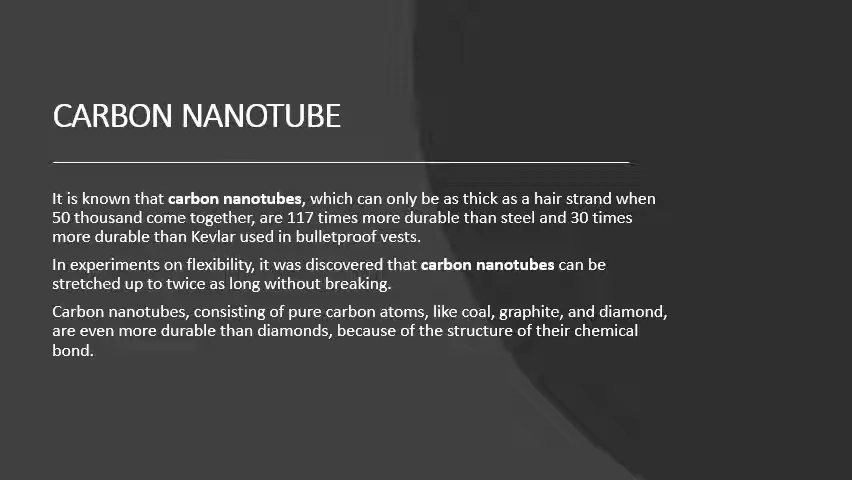 CARBON NANOTUBE
It is known that carbon nanotubes, which can only be as thick as a hair strand when
50 thousand come together, are 117 times more durable than steel and 30 times
more durable than Kevlar used in bulletproof vests.
In experiments on flexibility, it was discovered that carbon nanotubes can be
stretched up to twice as long without breaking.
Carbon nanotubes, consisting of pure carbon atoms, like coal, graphite, and diamond,
are even more durable than diamonds, because of the structure of their chemical
bond.